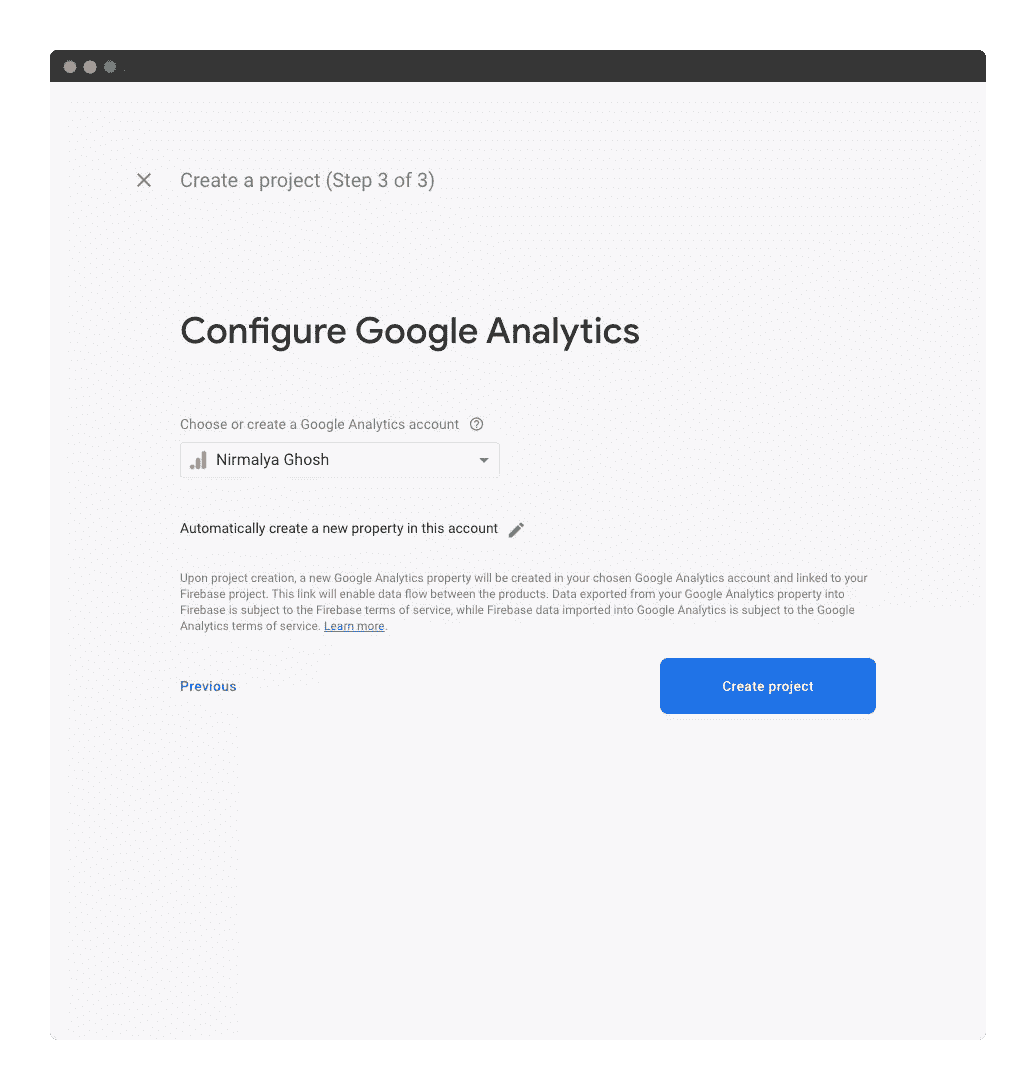 Create a project (Step 3 of 3)
Configure Google Analytics
Choose or create a Google Analytics account
Nirmalya Ghosh
Automatically create a new property in this account
Upon project creation, a new Google Analytics property will be created in your chosen Google Analytics account and linked to your
Firebase project. This link will enable data flow between the products. Data exported from your Google Analytics property into
Firebase is subject to the Firebase terms of service, while Firebase data imported into Google Analytics is subject to the Google
Analytics terms of service. Learn more.
Previous
Create project